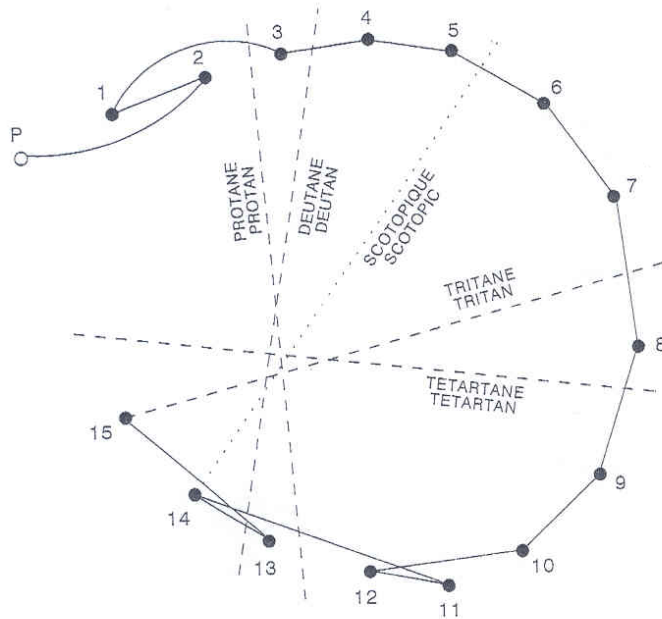 4
3
5
2
6
1
P
7
PROTANE
PROTAN
DEUTANE
DEUTAN
SCOTOPIQUE
SCOTOPIC
TRITANE
TRITAN
8
TETARTANE
TETARTAN
15
9
14
13
10
12
11